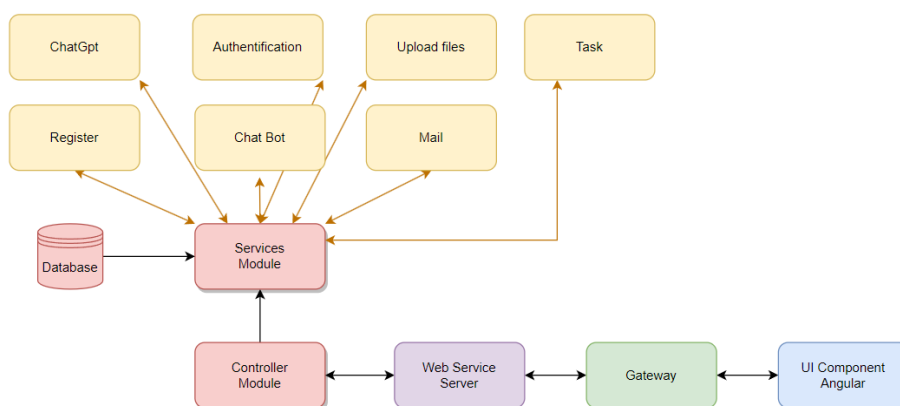 ChatGpt
Authentification
Upload files
Task
Register
Chat Bot
Mail
Services
Module
Database
Controller
Module
Web Service
Server
Gateway
UI Component
Angular